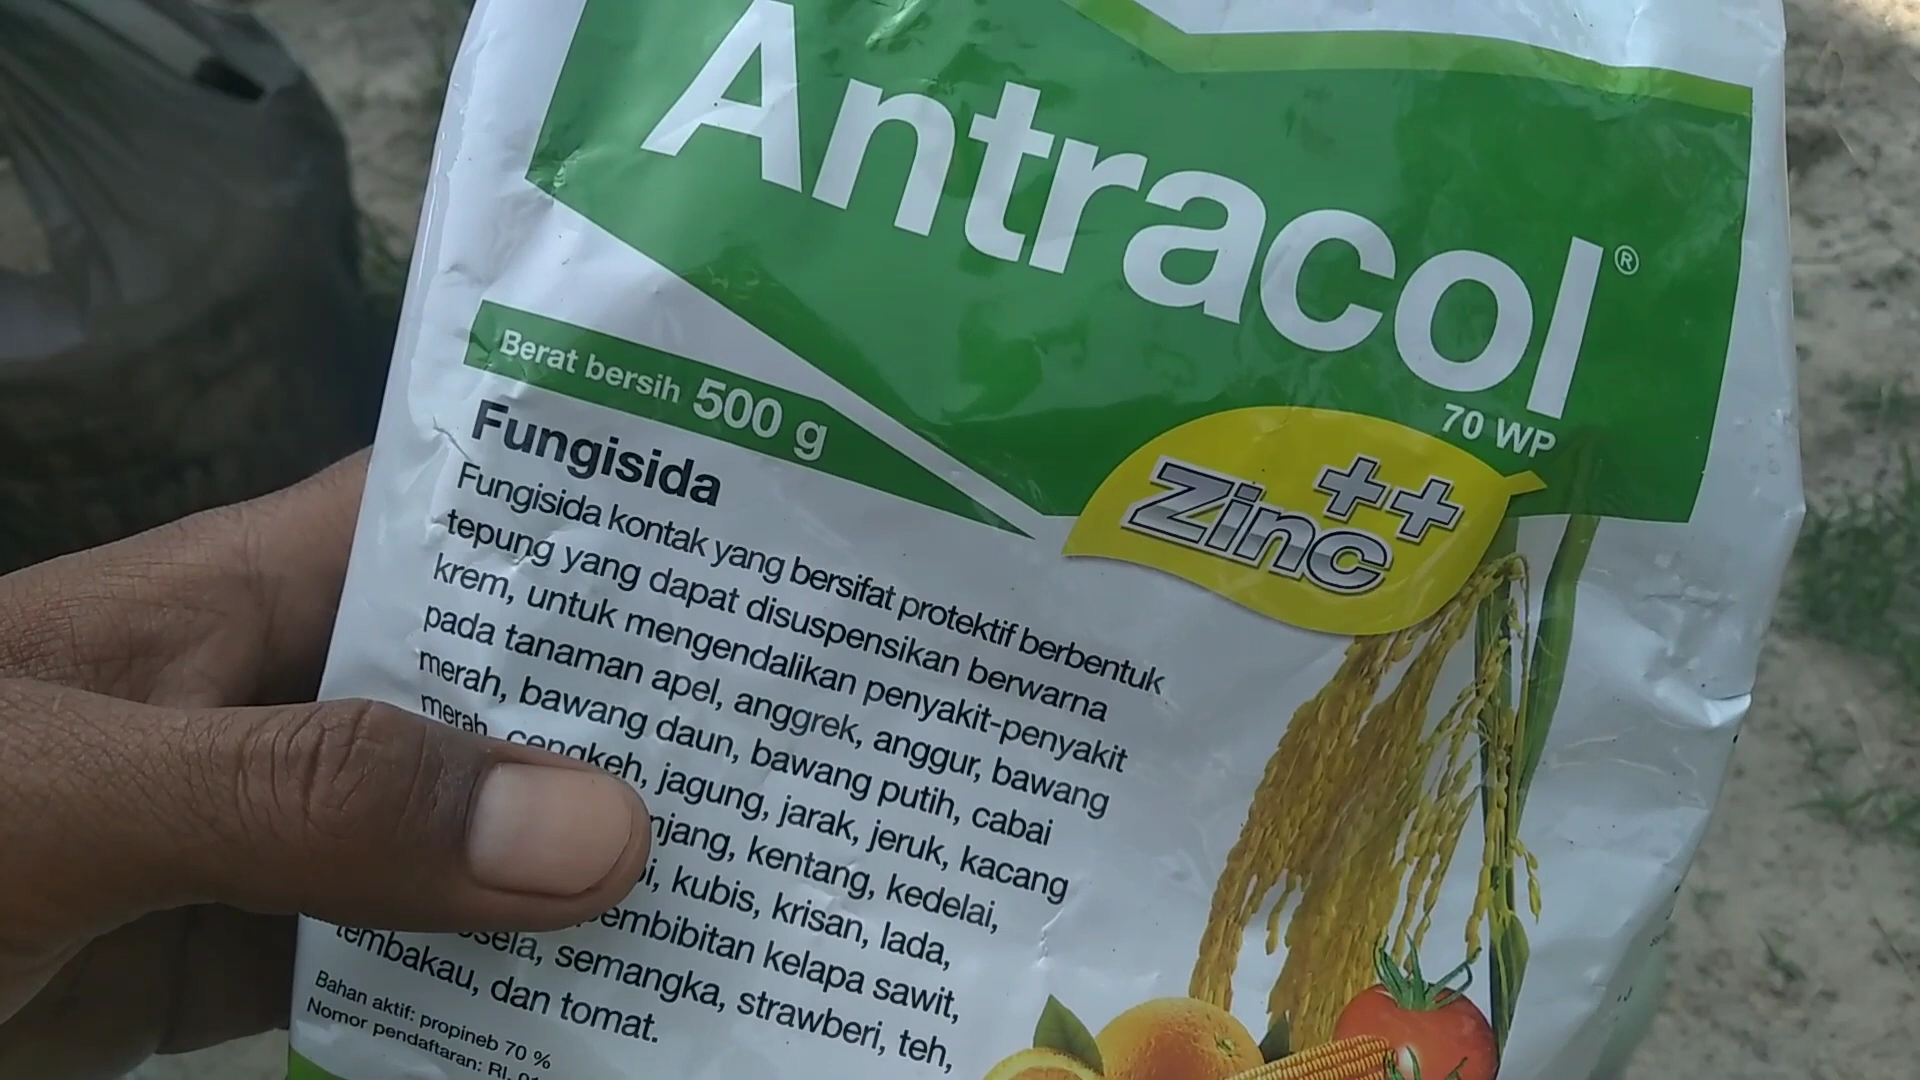 Antracol®
70 WP
Zinc++
Berat bersih 500 g
Fungisida
Fungisida kontak yang bersifat protektif berbentuk
tepung yang dapat disuspensikan berwarna
krem, untuk mengendalikan penyakit-penyakit
pada tanaman apel, anggrek, anggur, bawang
merah, bawang daun, bawang putih, cabai
merah, cengkeh, jagung, jarak, jeruk, kacang
kentang, kedelai,
kubis, krisan, lada,
kelapa sawit,
semangka, strawberi, teh,
tembakau, dan tomat.
Bahan aktif: propineb 70 %
Nomor pendaftaran: RI.